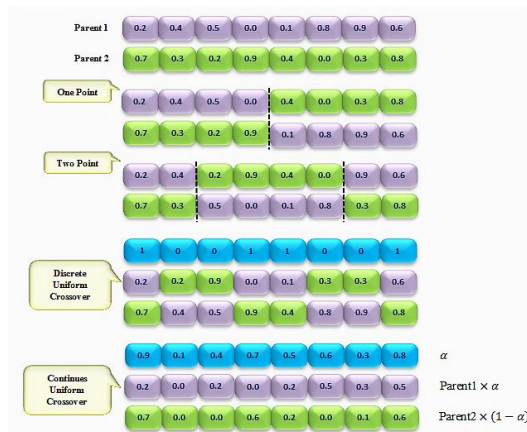 Parent 1 0.2 0.4 0.5 0.0 0.1 0.8 0.9 0.6
Parent 2 0.7 0.3 0.2 0.9 0.4 0.0 0.3 0.8
One Point
0.2 0.4 0.5 0.0 0.4 0.0 0.3 0.8
0.7 0.3 0.2 0.9 0.1 0.8 0.9 0.6
Two Point
0.2 0.4 0.2 0.9 0.4 0.0 0.9 0.6
0.7 0.3 0.5 0.0 0.1 0.8 0.3 0.8
1 0 0 1 1 0 0 1
Discrete
Uniform
Crossover
0.2 0.2 0.9 0.0 0.1 0.3 0.3 0.6
0.7 0.4 0.5 0.9 0.4 0.8 0.9 0.8
0.9 0.1 0.4 0.7 0.5 0.6 0.3 0.8 α
Continues
Uniform
Crossover
0.2 0.0 0.2 0.0 0.2 0.5 0.3 0.5 Parent1 × α
0.7 0.0 0.0 0.6 0.2 0.0 0.1 0.6 Parent2 × (1 − α)